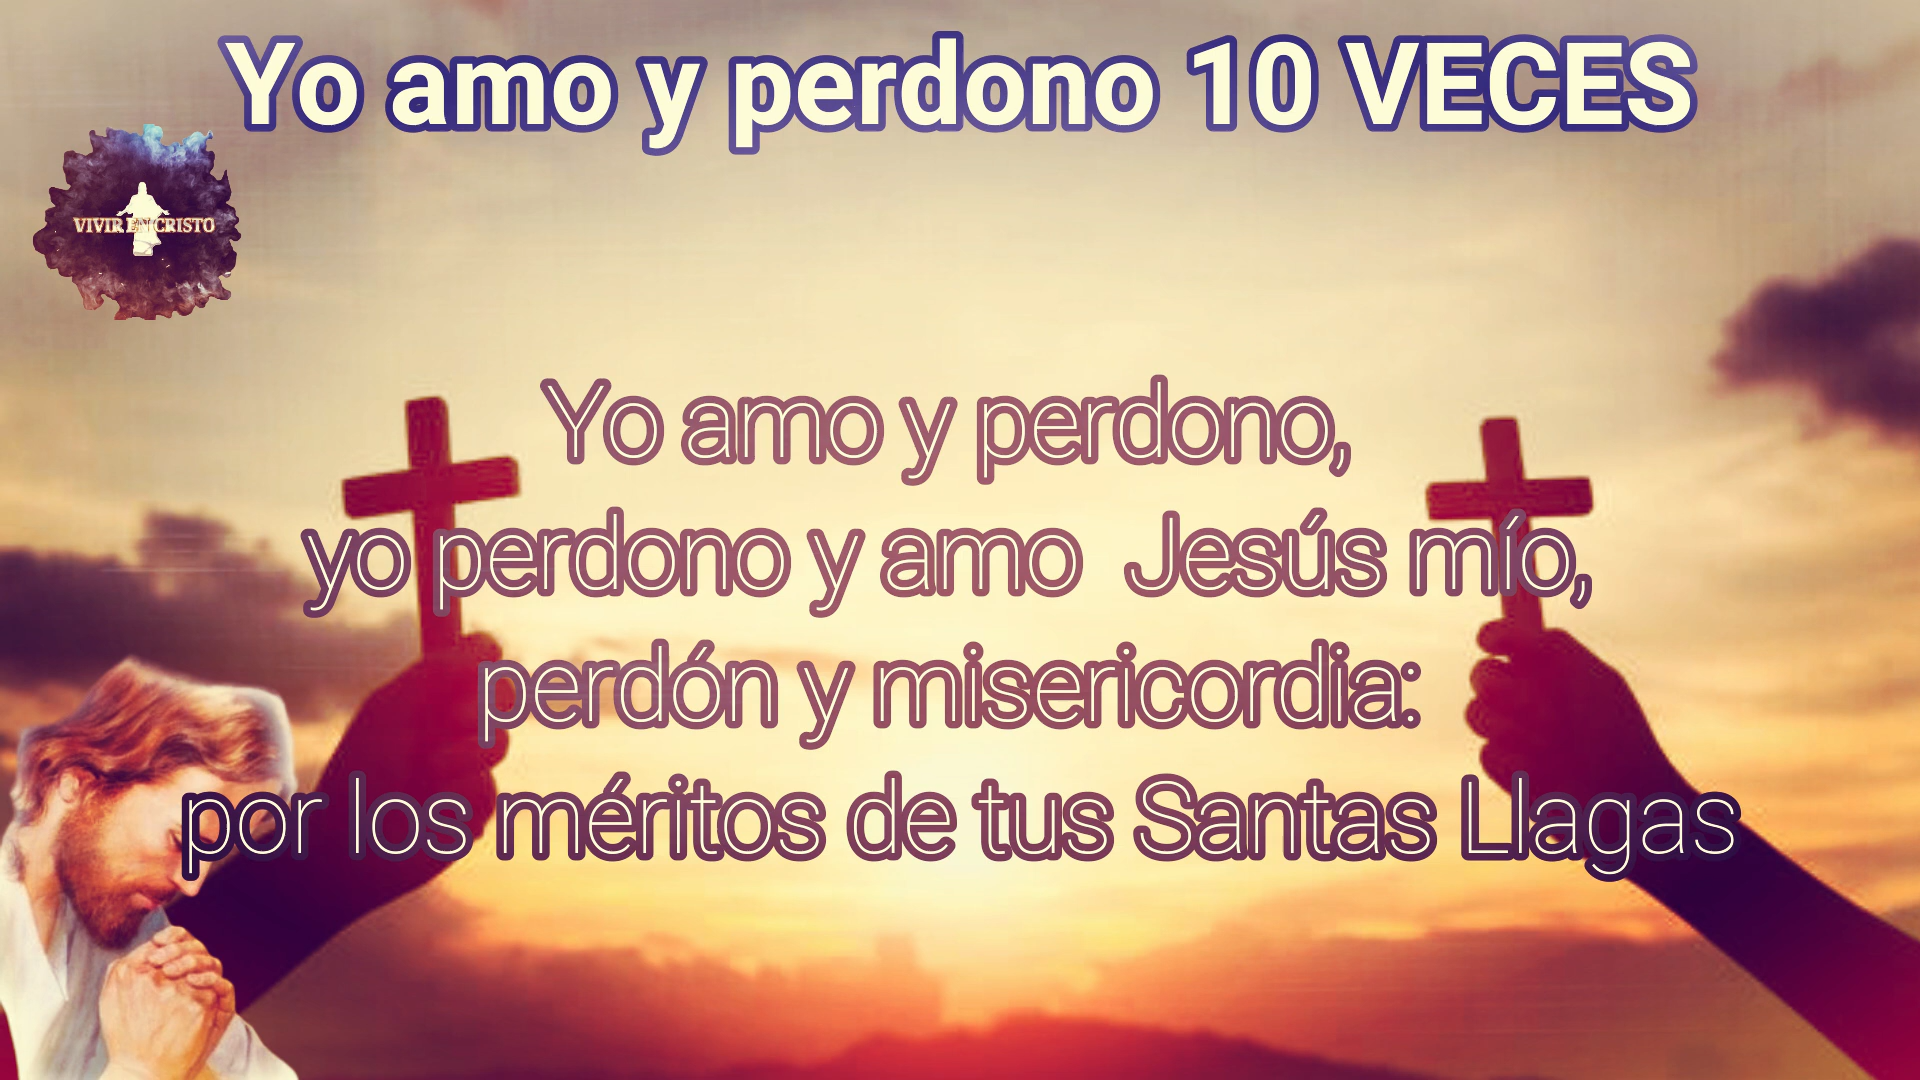 Yo amo y perdono 10 VECES
VIVIR EN CRISTO
Yo amo y perdono,
yo perdono y amo Jesús mío,
perdón y misericordia:
por los méritos de tus Santas Llagas